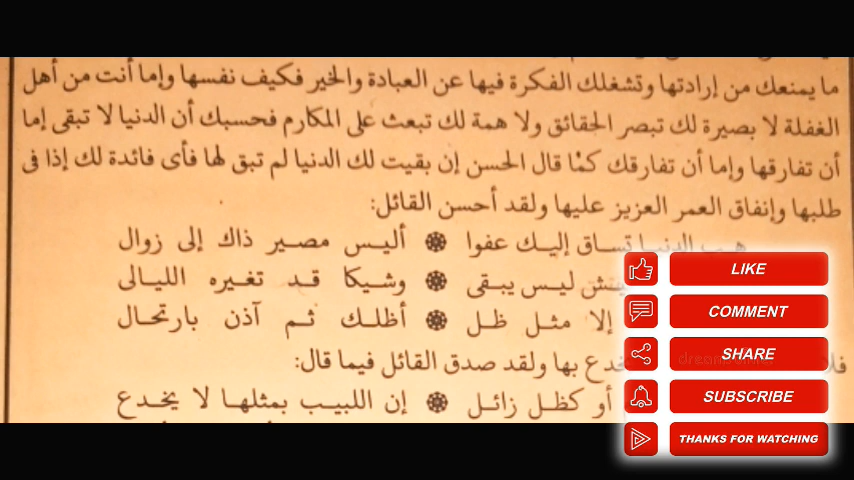 ما يمنعك من إرادتها وتشغلك الفكرة فيها عن العبادة والخير فكيف نفسها وإما أنت من أهل
الغفلة لا بصيرة لك تبصر الحقائق ولا همة لك تبعث على المكارم فحسبك أن الدنيا لا تبقى إما
أن تفارقها وإما أن تفارقك كما قال الحسن إن بقيت لك الدنيا لم تبق لها فأى فائدة لك إذا فى
طلبها وإنفاق العمر العزيز عليها ولقد أحسن القائل:
هب الدنيا تساق إليك عفوا ۞ أليس مصير ذاك إلى زوال
ليس يبقى ۞ وشيكا قد تغيره الليالى
إلا مثل ظل ۞ أظلك ثم آذن بارتحال
بها ولقد صدق القائل فيما قال:
أو كظل زائل ۞ إن اللبيب بمثلها لا يخدع
LIKE
COMMENT
SHARE
SUBSCRIBE
THANKS FOR WATCHING